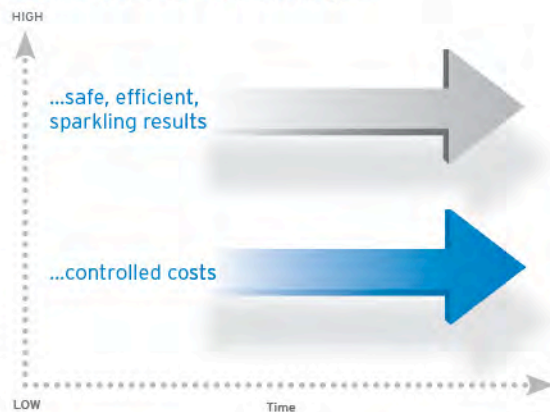 HIGH
...safe, efficient,
sparkling results
...controlled costs
LOW
Time